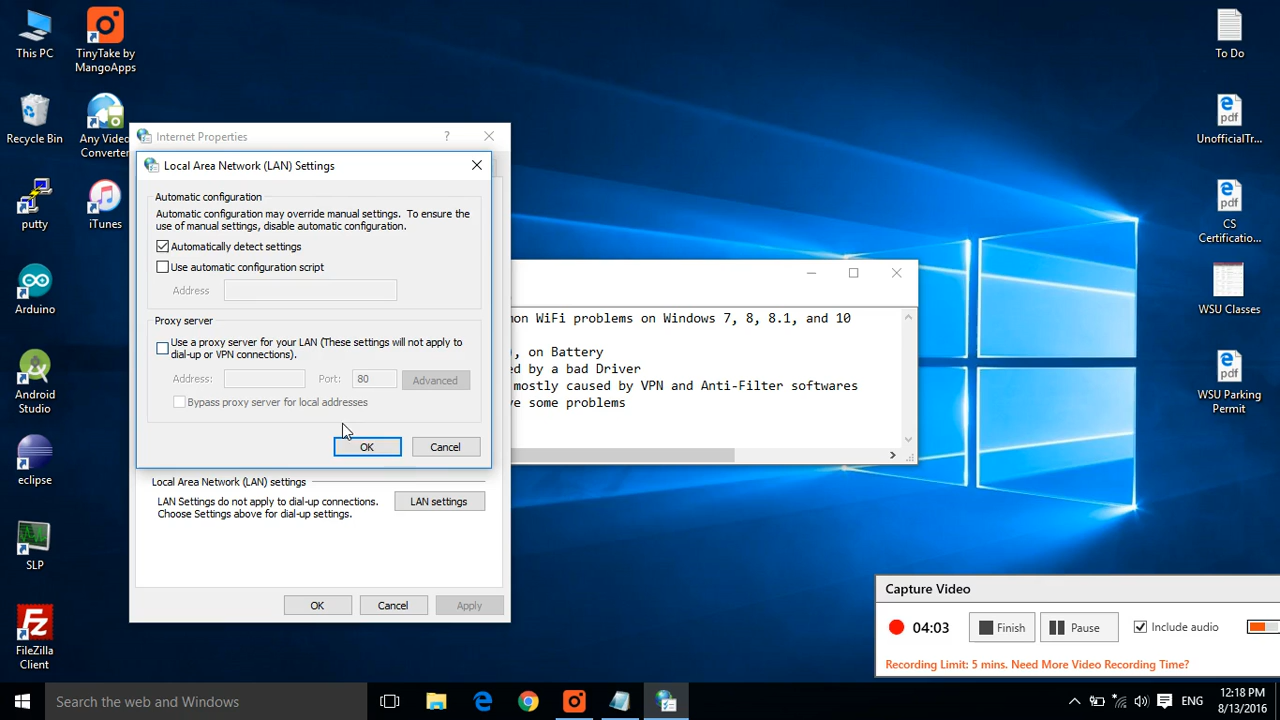 This PC
TinyTake by
MangoApps
Recycle Bin
Any Video
Converter
putty
iTunes
Arduino
Android
Studio
eclipse
SLP
FileZilla
Client
Internet Properties
?
Local Area Network (LAN) Settings
Automatic configuration
Automatic configuration may override manual settings. To ensure the
use of manual settings, disable automatic configuration.
Automatically detect settings
Use automatic configuration script
Address
Proxy server
Use a proxy server for your LAN (These settings will not apply to
dial-up or VPN connections).
Address:
Port:
80
Advanced
Bypass proxy server for local addresses
OK
Cancel
Local Area Network (LAN) settings
LAN Settings do not apply to dial-up connections.
Choose Settings above for dial-up settings.
LAN settings
OK
Cancel
Apply
on WiFi problems on Windows 7, 8, 8.1, and 10
, on Battery
ed by a bad Driver
mostly caused by VPN and Anti-Filter softwares
ve some problems
To Do
pdf
UnofficialTr...
pdf
CS
Certificatio...
WSU Classes
pdf
WSU Parking
Permit
Capture Video
04:03
Finish
Pause
Include audio
Recording Limit: 5 mins. Need More Video Recording Time?
Search the web and Windows
ENG
12:18 PM
8/13/2016